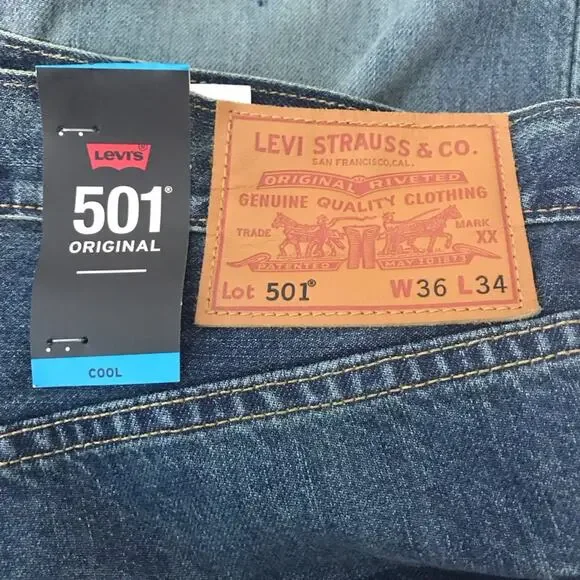 LEVI'S
501®
ORIGINAL
COOL
LEVI STRAUSS & CO.
SAN FRANCISCO, CAL.
ORIGINAL RIVETED
GENUINE QUALITY CLOTHING
TRADE MARK
XX
PATENTED MAY 20 1873
Lot 501® W36 L34